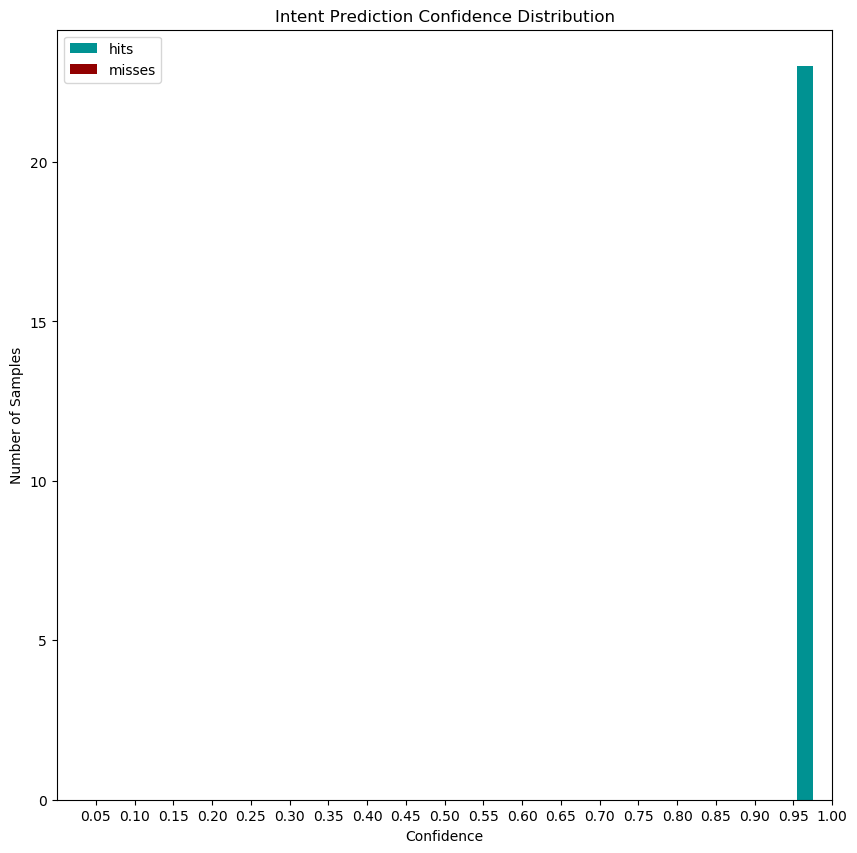 Intent Prediction Confidence Distribution
hits
misses
20
15
10
5
0
Number of Samples
0.05 0.10 0.15 0.20 0.25 0.30 0.35 0.40 0.45 0.50 0.55 0.60 0.65 0.70 0.75 0.80 0.85 0.90 0.95 1.00
Confidence